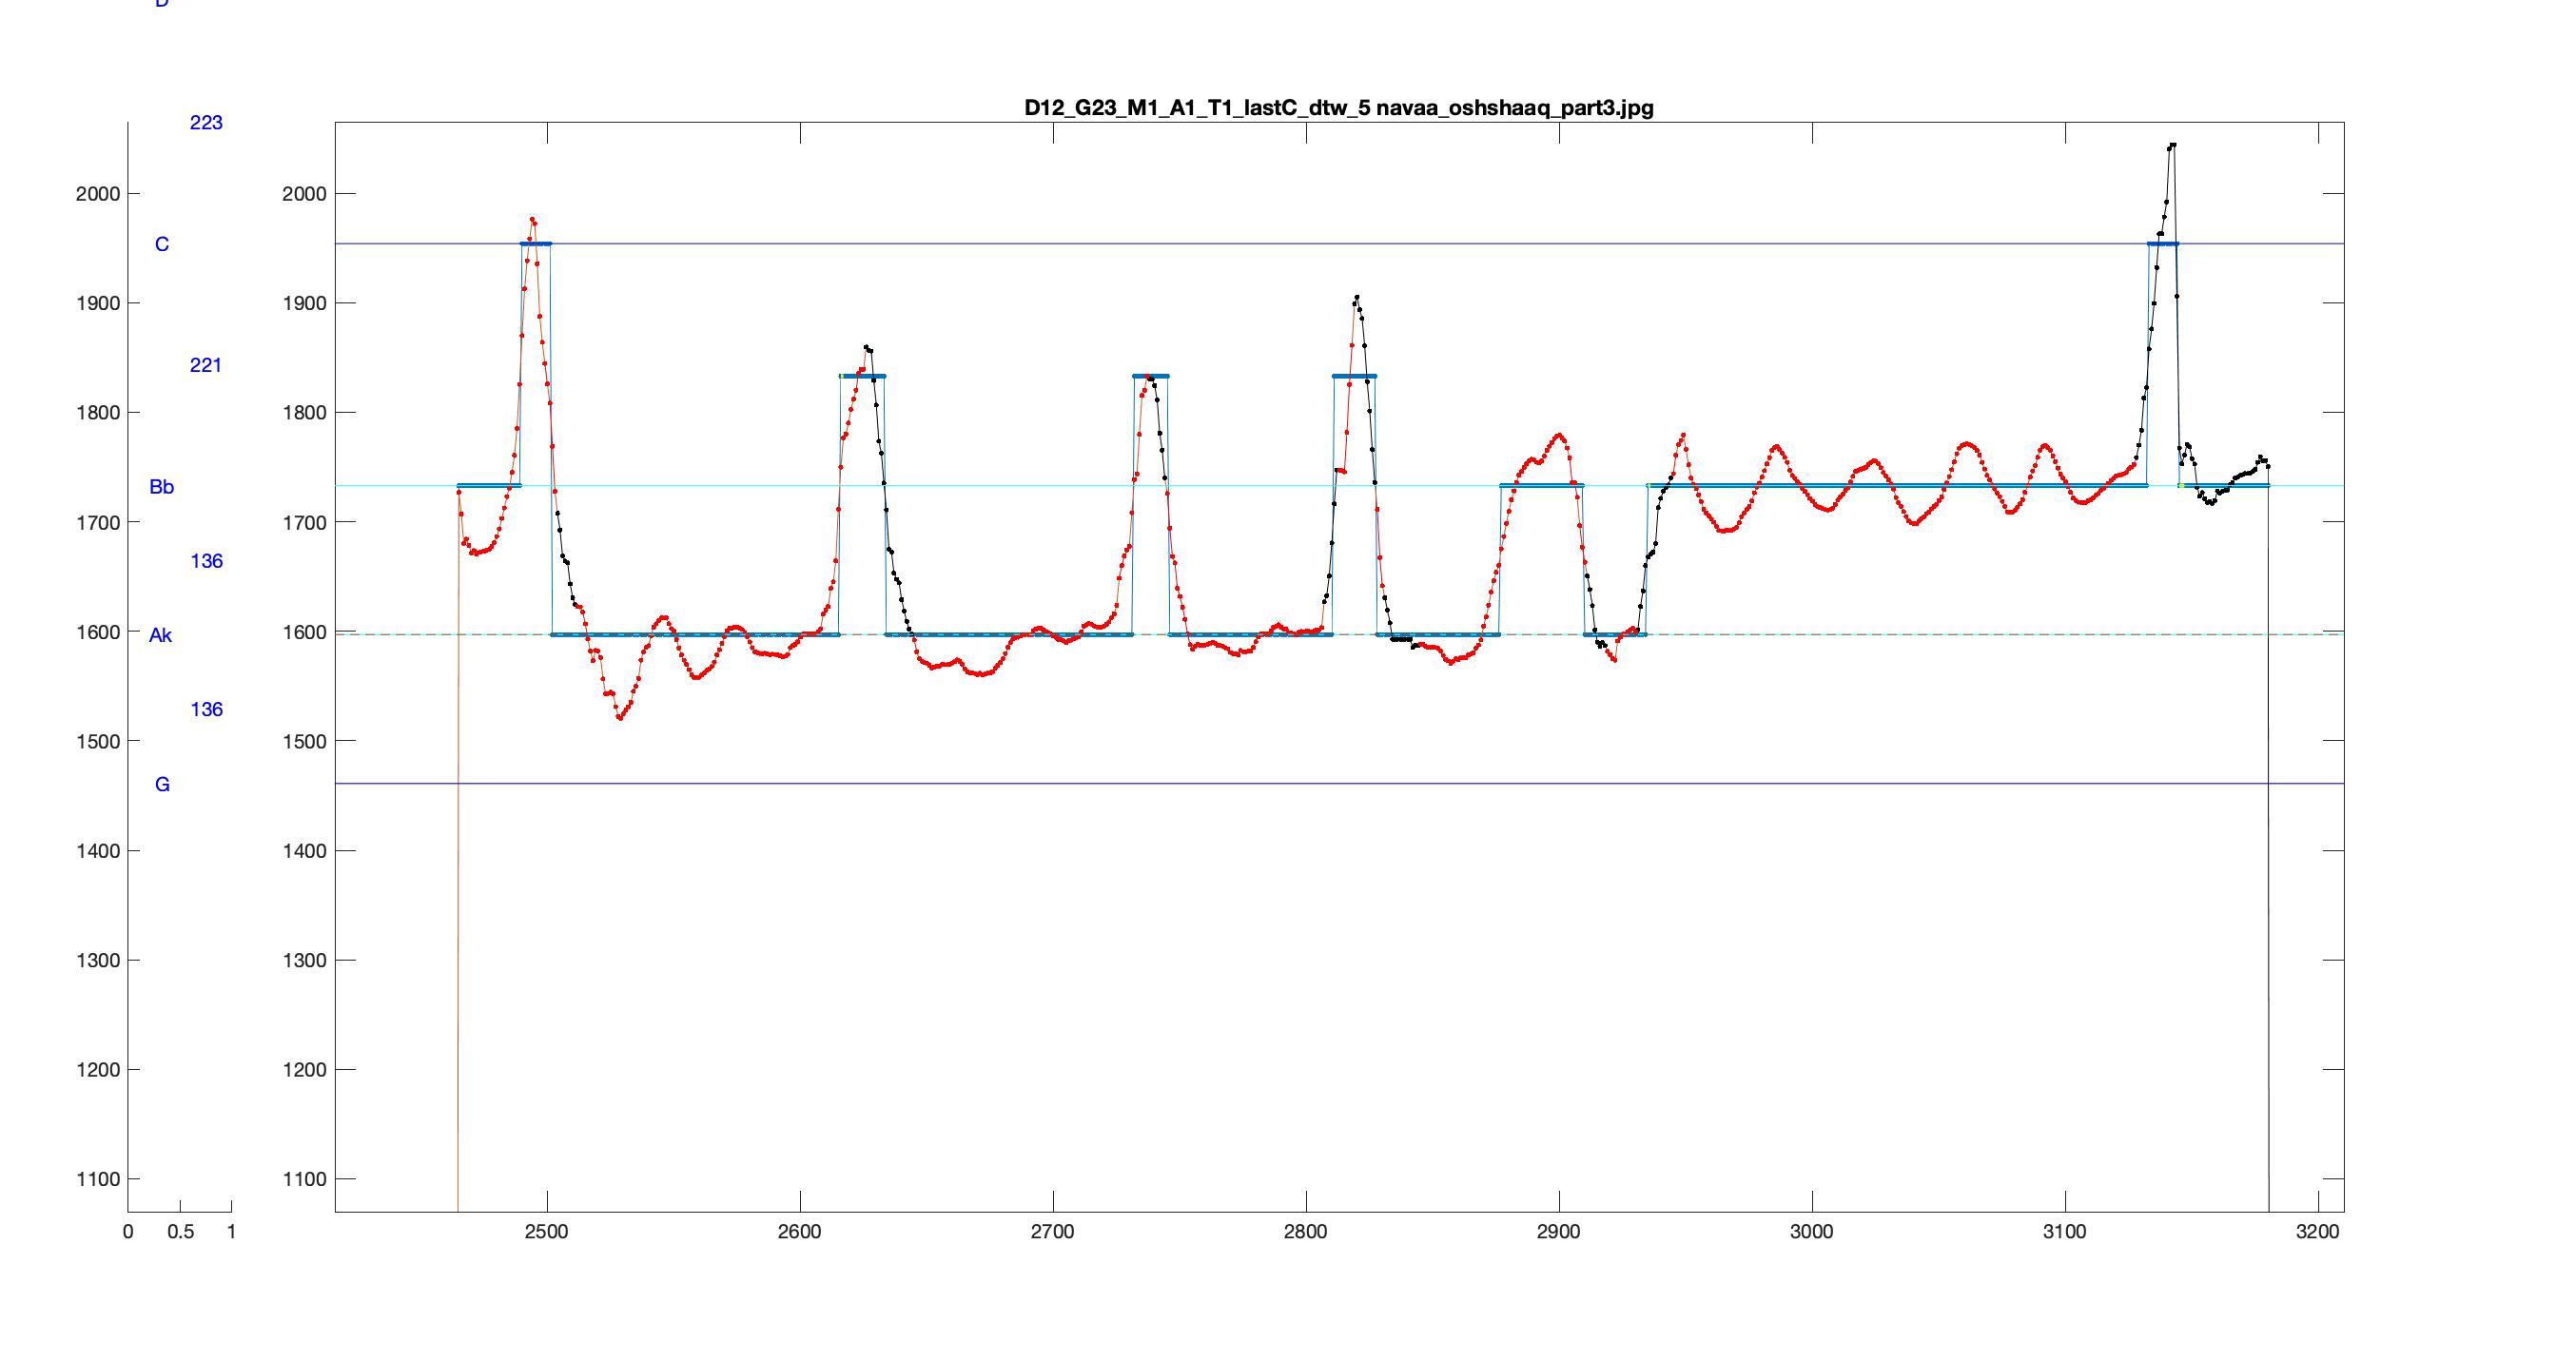 D
D12_G23_M1_A1_T1_lastC_dtw_5 navaa_oshshaaq_part3.jpg
223
2000 2000
C
1900 1900
221
1800 1800
Bb
1700 1700
136
1600 Ak 1600
136
1500 1500
G
1400 1400
1300 1300
1200 1200
1100 1100
0 0.5 1 2500 2600 2700 2800 2900 3000 3100 3200